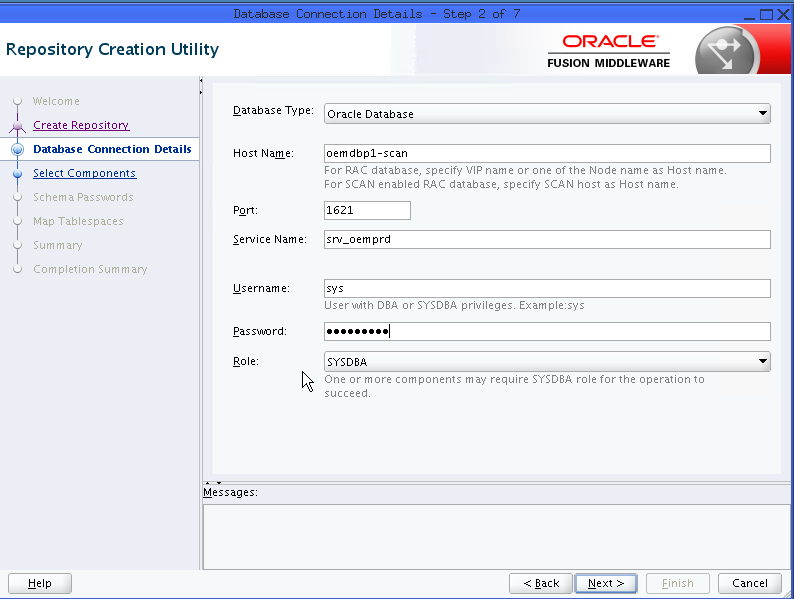 Database Connection Details - Step 2 of 7
Repository Creation Utility
ORACLE®
FUSION MIDDLEWARE
Welcome
Create Repository
Database Connection Details
Select Components
Schema Passwords
Map Tablespaces
Summary
Completion Summary
Database Type: Oracle Database
Host Name: oemdbp1-scan
For RAC database, specify VIP name or one of the Node name as Host name.
For SCAN enabled RAC database, specify SCAN host as Host name.
Port: 1621
Service Name: srv_oemprd
Username: sys
User with DBA or SYSDBA privileges. Example:sys
Password: ●●●●●●●●●
Role: SYSDBA
One or more components may require SYSDBA role for the operation to
succeed.
Messages:
Help < Back Next > Finish Cancel